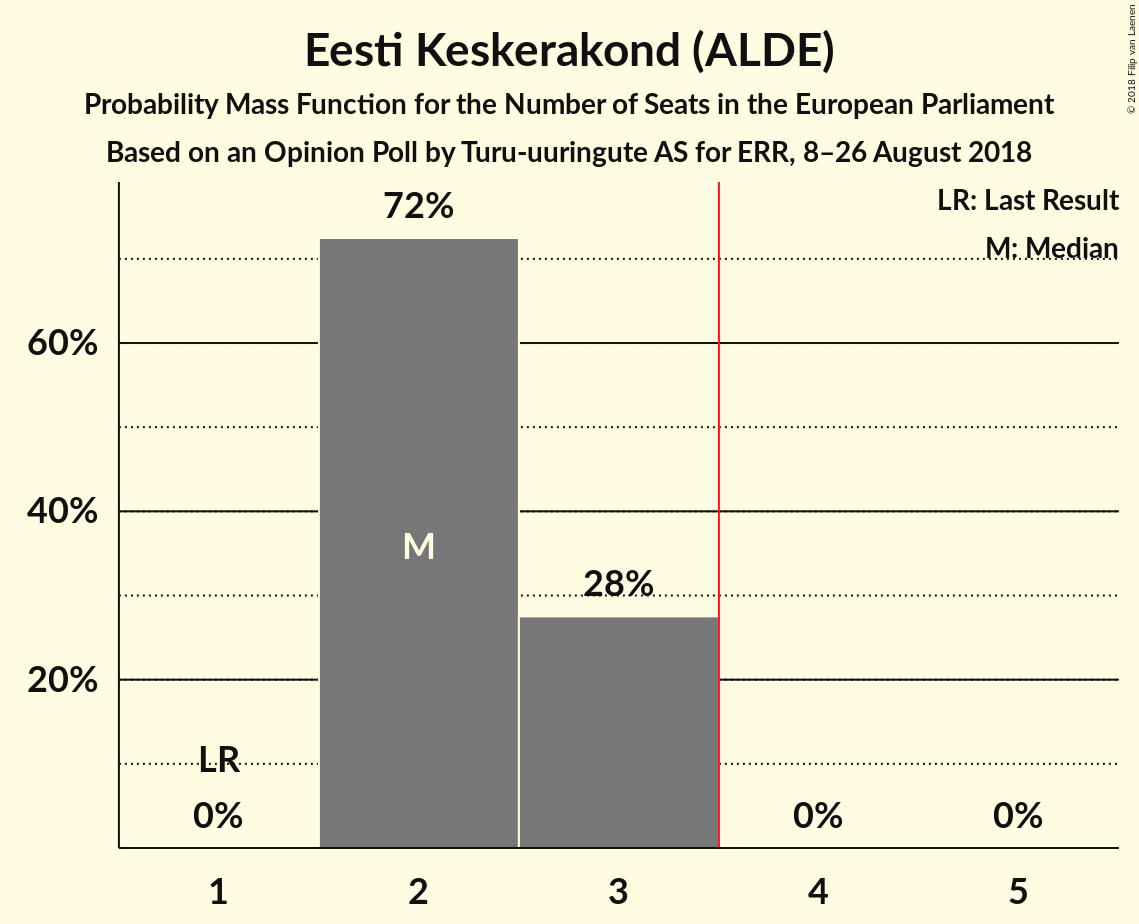 Eesti Keskerakond (ALDE)
Probability Mass Function for the Number of Seats in the European Parliament
Based on an Opinion Poll by Turu-uuringute AS for ERR, 8–26 August 2018
© 2018 Filip van Laenen
LR: Last Result
M: Median
72%
60%
40%
M
28%
20%
LR
0%
0%
0%
1 2 3 4 5